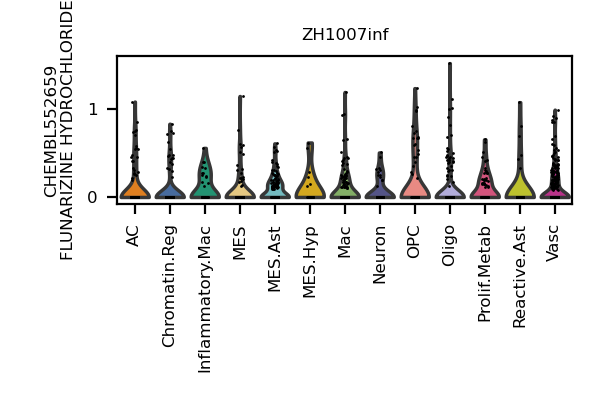 ZH1007inf
CHEMBL552659
FLUNARIZINE HYDROCHLORIDE
1
0
AC
Chromatin.Reg
Inflammatory.Mac
MES
MES.Ast
MES.Hyp
Mac
Neuron
OPC
Oligo
Prolif.Metab
Reactive.Ast
Vasc